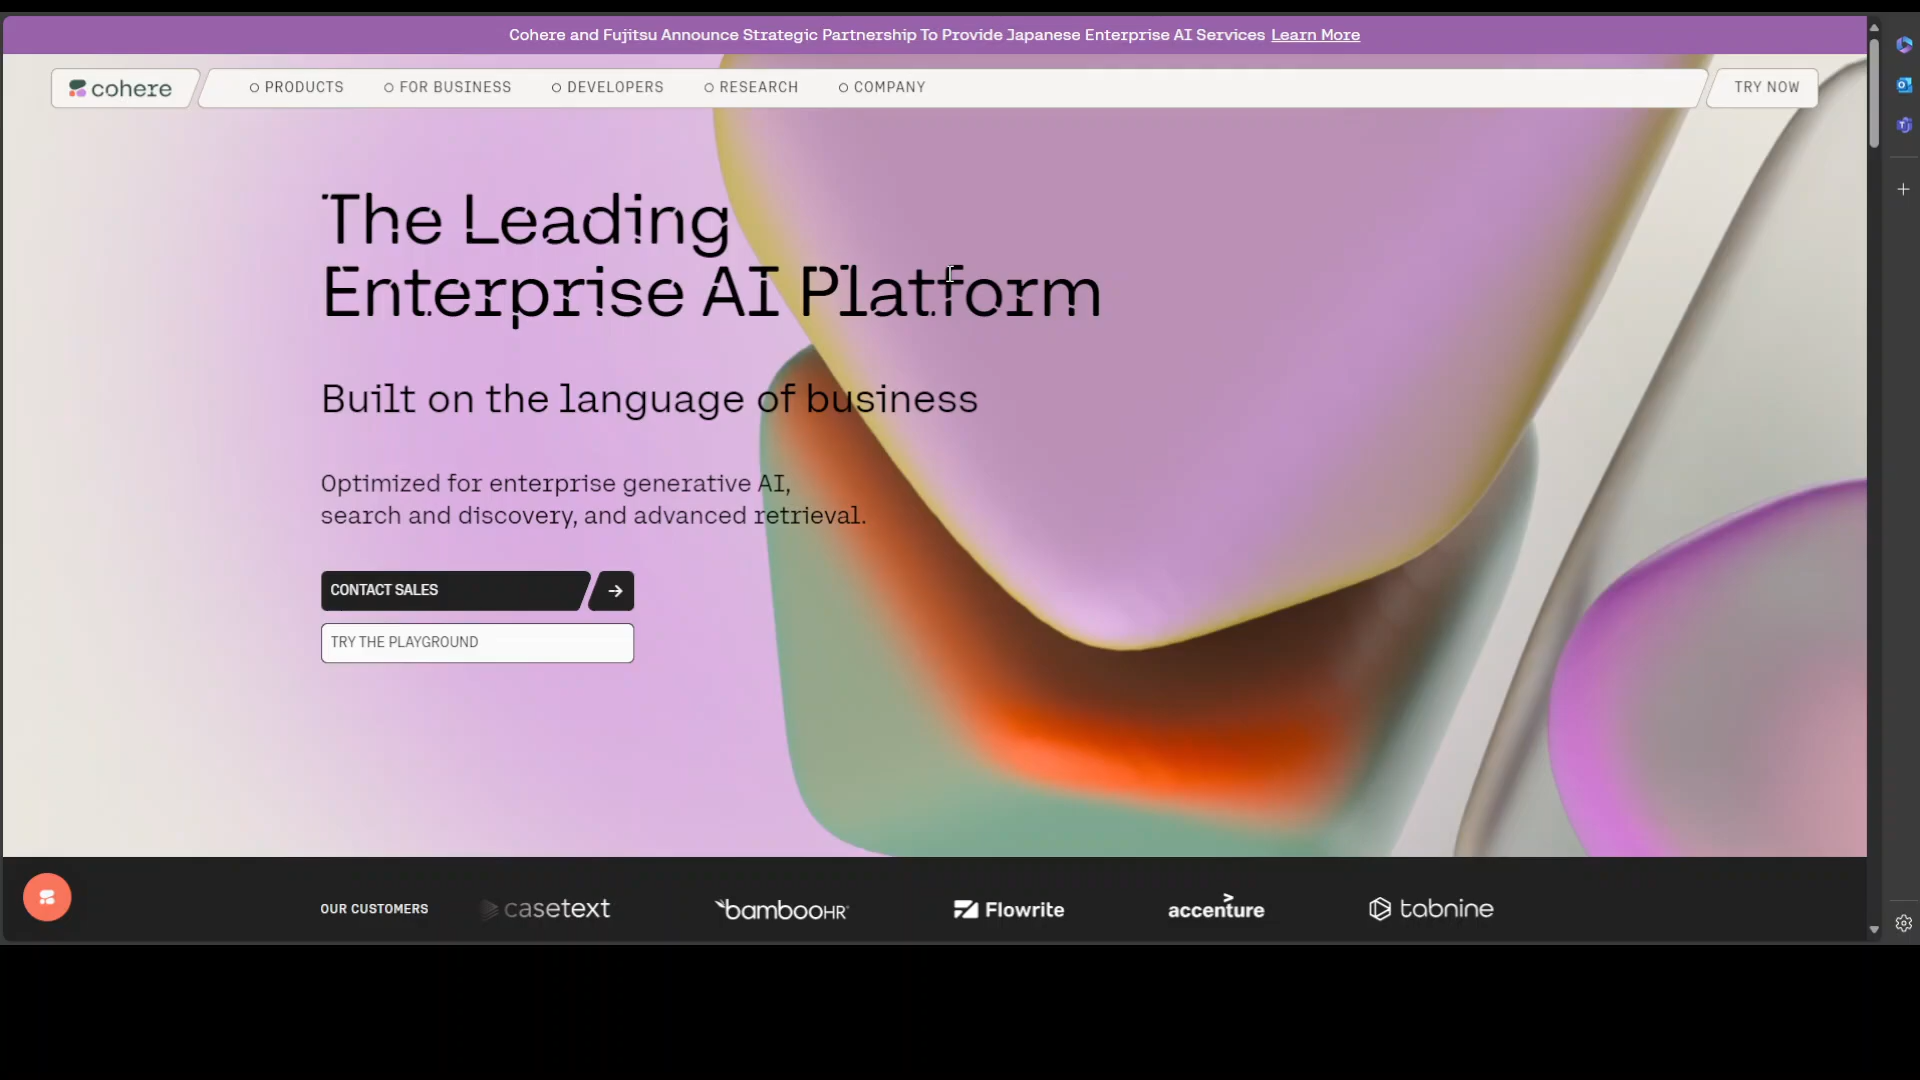 Cohere and Fujitsu Announce Strategic Partnership To Provide Japanese Enterprise AI Services Learn More
cohere PRODUCTS FOR BUSINESS DEVELOPERS RESEARCH COMPANY TRY NOW
The Leading
Enterprise AI Platform
Built on the language of business
Optimized for enterprise generative AI,
search and discovery, and advanced retrieval.
CONTACT SALES
TRY THE PLAYGROUND
OUR CUSTOMERS casetext bambooHR Flowrite accenture tabnine